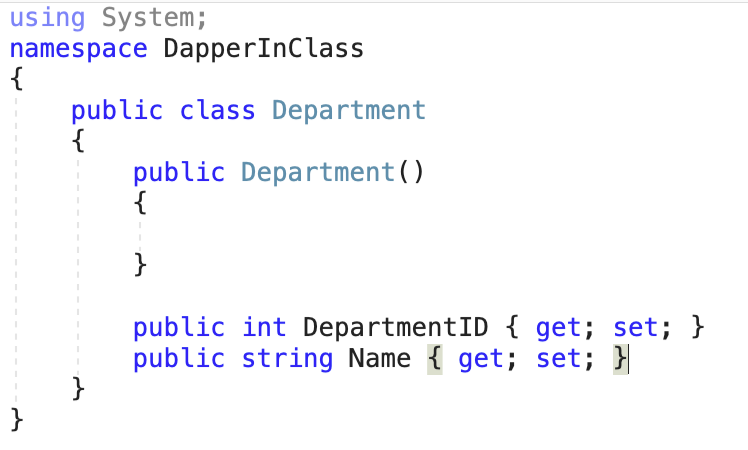 using System;
namespace DapperInClass
{
    public class Department
    {
        public Department()
        {

        }

        public int DepartmentID { get; set; }
        public string Name { get; set; }
    }
}